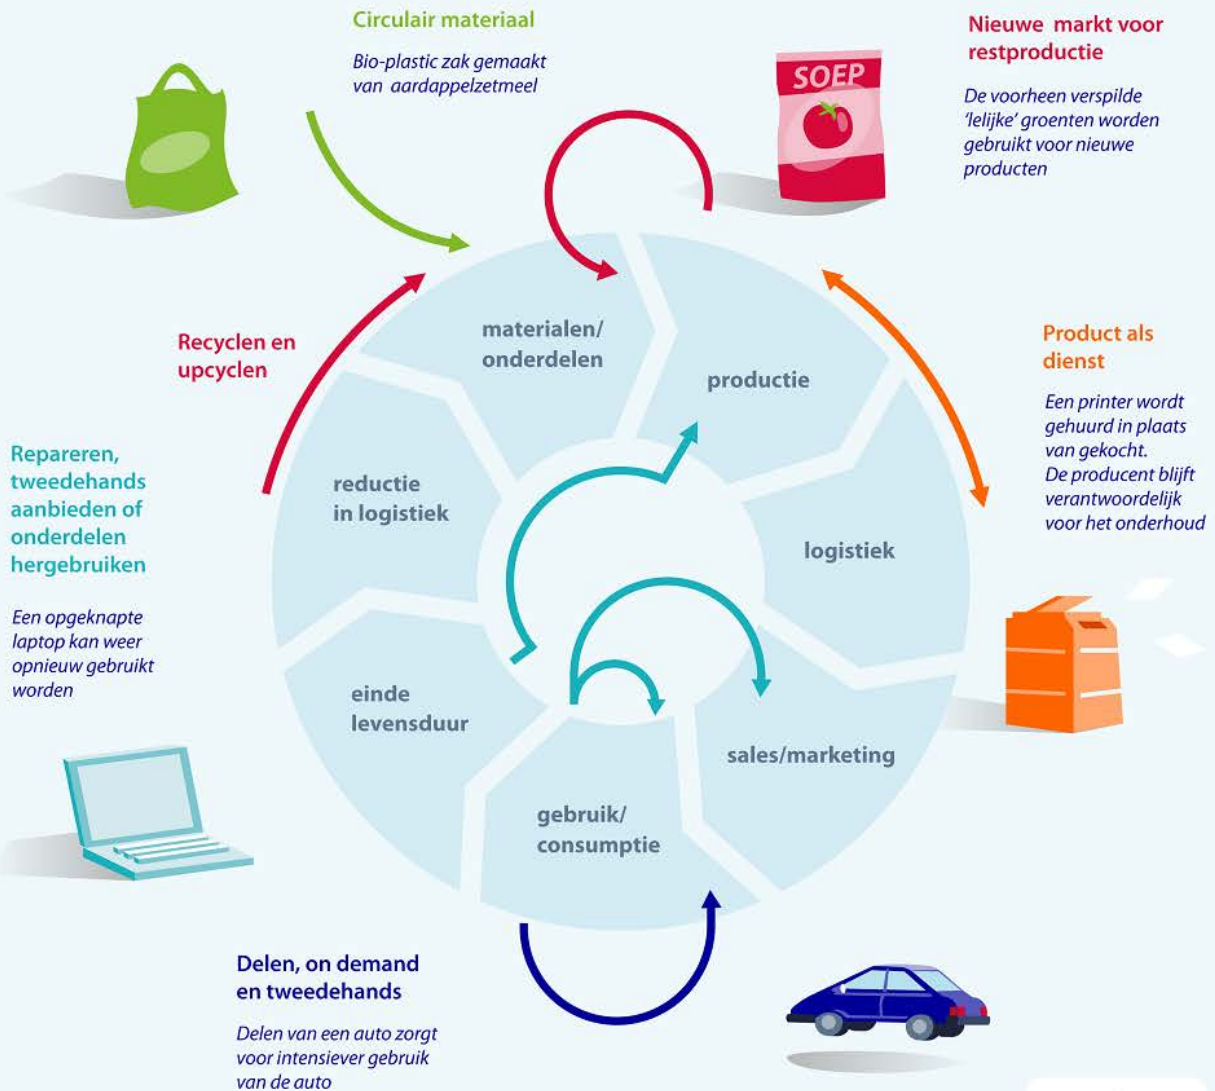 Circulair materiaal
Bio-plastic zak gemaakt
van aardappelzetmeel
Nieuwe markt voor
restproductie
De voorheen verspilde
'lelijke' groenten worden
gebruikt voor nieuwe
producten
SOEP
Recyclen en
upcyclen
Product als
dienst
Een printer wordt
gehuurd in plaats
van gekocht.
De producent blijft
verantwoordelijk
voor het onderhoud
Repareren,
tweedehands
aanbieden of
onderdelen
hergebruiken
Een opgeknapte
laptop kan weer
opnieuw gebruikt
worden
materialen/
onderdelen
productie
logistiek
sales/marketing
gebruik/
consumptie
einde
levensduur
reductie
in logistiek
Delen, on demand
en tweedehands
Delen van een auto zorgt
voor intensiever gebruik
van de auto